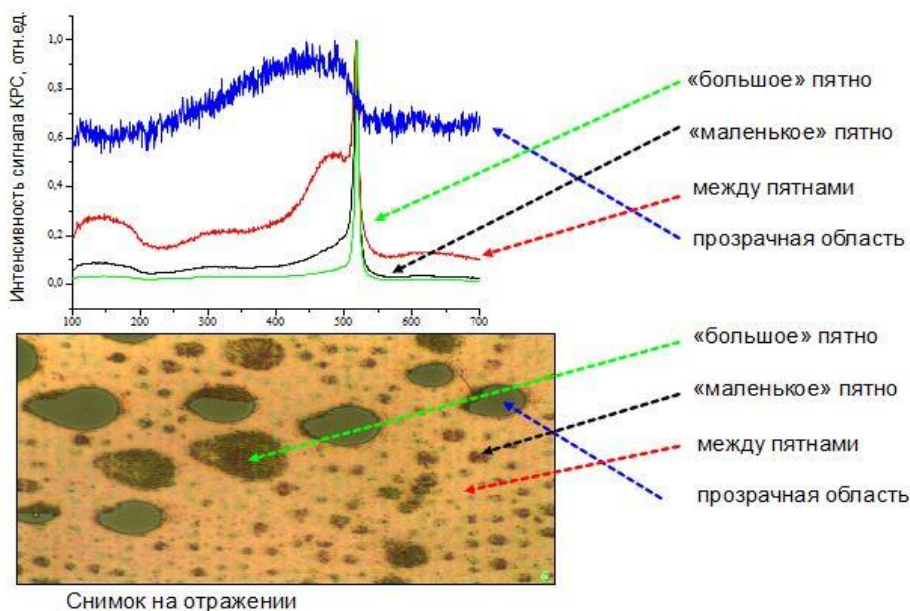 Интенсивность сигнала КРС, отн.ед.
1,0
0,8
0,6
0,4
0,2
0,0
100 200 300 400 500 600 700
«большое» пятно
«маленькое» пятно
между пятнами
прозрачная область
«большое» пятно
«маленькое» пятно
между пятнами
прозрачная область
Снимок на отражении